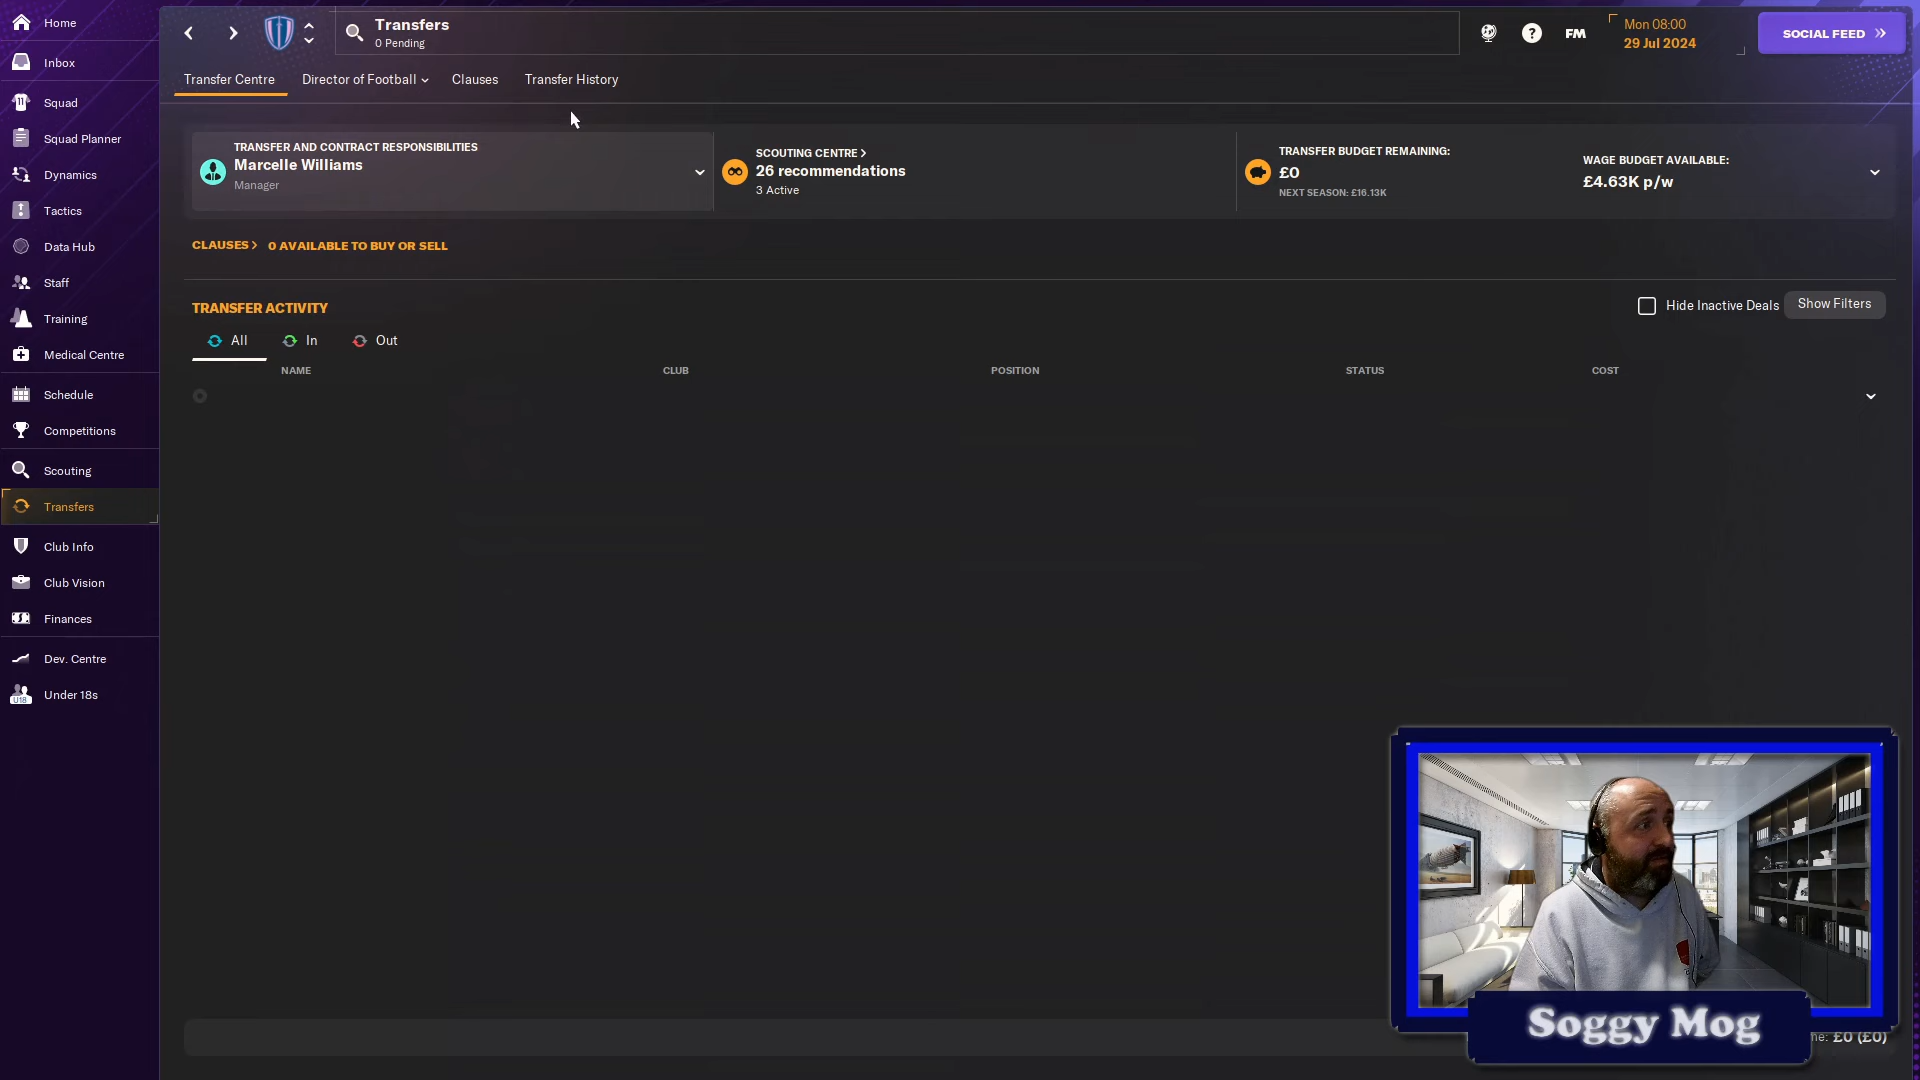 Home
Inbox
Squad
Squad Planner
Dynamics
Tactics
Data Hub
Staff
Training
Medical Centre
Schedule
Competitions
Scouting
Transfers
Club Info
Club Vision
Finances
Dev. Centre
U18
Under 18s
Transfers
0 Pending
?
FM
Mon 08:00
29 Jul 2024
SOCIAL FEED
Transfer Centre
Director of Football
Clauses
Transfer History
TRANSFER AND CONTRACT RESPONSIBILITIES
Marcelle Williams
Manager
SCOUTING CENTRE >
26 recommendations
3 Active
TRANSFER BUDGET REMAINING:
£0
NEXT SEASON: £16.13K
WAGE BUDGET AVAILABLE:
£4.63K p/w
CLAUSES > 0 AVAILABLE TO BUY OR SELL
TRANSFER ACTIVITY
Hide Inactive Deals
Show Filters
All
In
Out
NAME CLUB POSITION STATUS COST
Soggy Mog
£0 (£0)